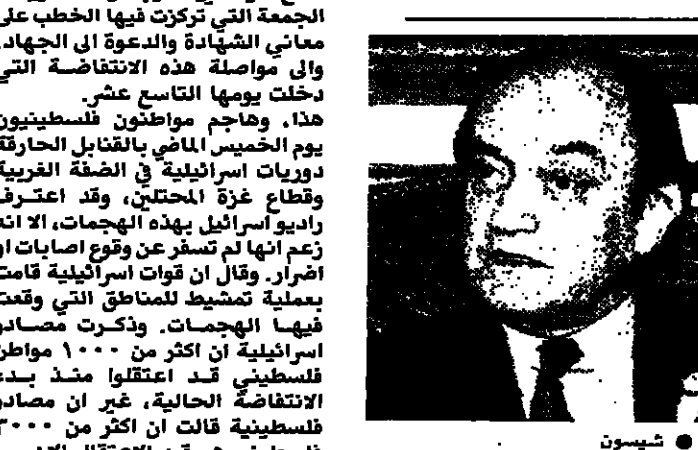 الجمعة التي تركزت فيها الخطب على
معاني الشهادة والدعوة الى الجهاد،
والى مواصلة هذه الانتفاضة التي
دخلت يومها التاسع عشر.
هذا، وهاجم مواطنون فلسطينيون
يوم الخميس الماضي بالقنابل الحارقة
دوريات اسرائيلية في الضفة الغربية
وقطاع غزة المحتلين، وقد اعترف
راديو اسرائيل بهذه الهجمات، الا انه
زعم انها لم تسفر عن وقوع اصابات او
اضرار. وقال ان قوات اسرائيلية قامت
بعملية تمشيط للمناطق التي وقعت
فيها الهجمات. وذكرت مصادر
اسرائيلية ان اكثر من ١٠٠٠ مواطن
فلسطيني قد اعتقلوا منذ بدء
الانتفاضة الحالية، غير ان مصادر
فلسطينية قالت ان اكثر من ٣٠٠٠
● شيسون